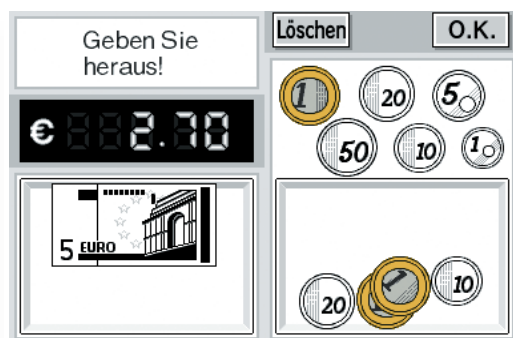 Geben Sie
heraus!
Löschen
O.K.
€ 2.70
1
20
5
50
10
1
5 EURO
20
1
10